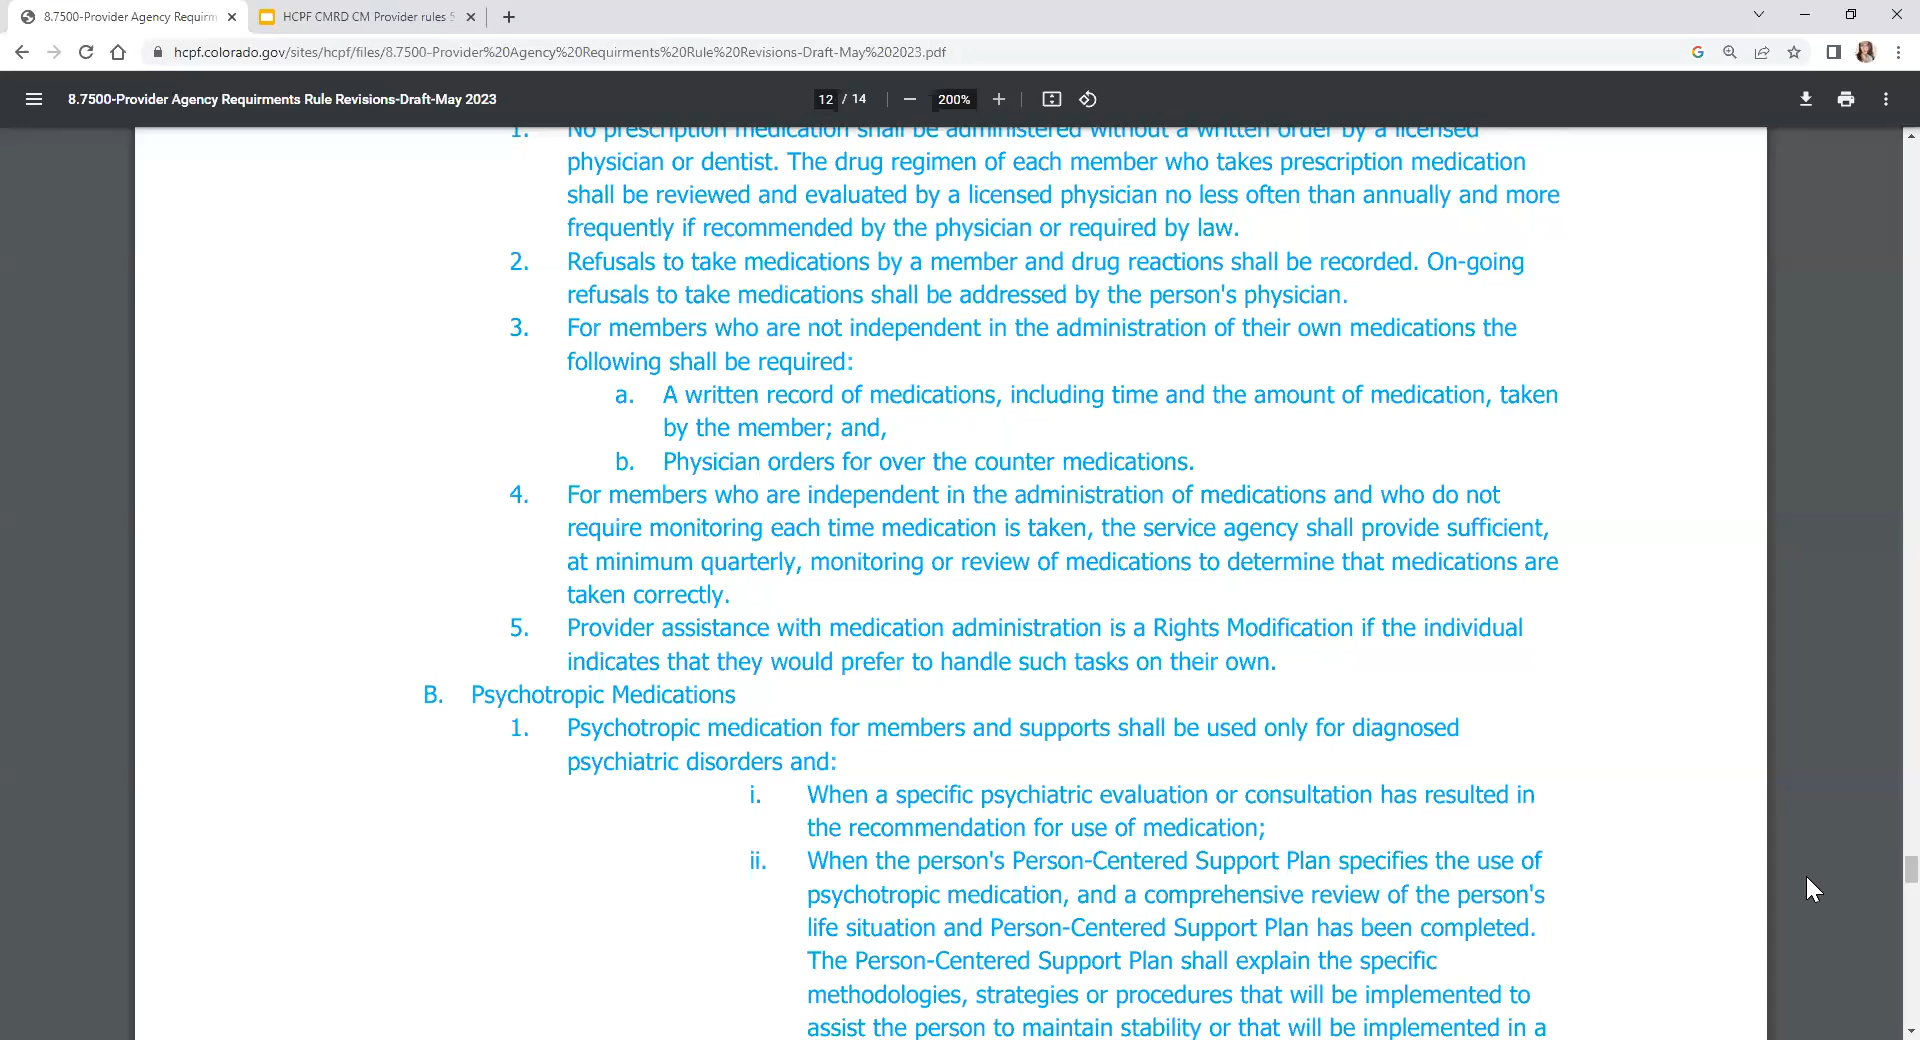 8.7500-Provider Agency Requirm
HCPF CMRD CM Provider rules 5
hcpf.colorado.gov/sites/hcpf/files/8.7500-Provider%20Agency%20Requirments%20Rule%20Revisions-Draft-May%202023.pdf
8.7500-Provider Agency Requirments Rule Revisions-Draft-May 2023
12 / 14
200%
1. No prescription medication shall be administered without a written order by a licensed
physician or dentist. The drug regimen of each member who takes prescription medication
shall be reviewed and evaluated by a licensed physician no less often than annually and more
frequently if recommended by the physician or required by law.
2. Refusals to take medications by a member and drug reactions shall be recorded. On-going
refusals to take medications shall be addressed by the person's physician.
3. For members who are not independent in the administration of their own medications the
following shall be required:
a. A written record of medications, including time and the amount of medication, taken
by the member; and,
b. Physician orders for over the counter medications.
4. For members who are independent in the administration of medications and who do not
require monitoring each time medication is taken, the service agency shall provide sufficient,
at minimum quarterly, monitoring or review of medications to determine that medications are
taken correctly.
5. Provider assistance with medication administration is a Rights Modification if the individual
indicates that they would prefer to handle such tasks on their own.
B. Psychotropic Medications
1. Psychotropic medication for members and supports shall be used only for diagnosed
psychiatric disorders and:
i. When a specific psychiatric evaluation or consultation has resulted in
the recommendation for use of medication;
ii. When the person's Person-Centered Support Plan specifies the use of
psychotropic medication, and a comprehensive review of the person's
life situation and Person-Centered Support Plan has been completed.
The Person-Centered Support Plan shall explain the specific
methodologies, strategies or procedures that will be implemented to
assist the person to maintain stability or that will be implemented in a